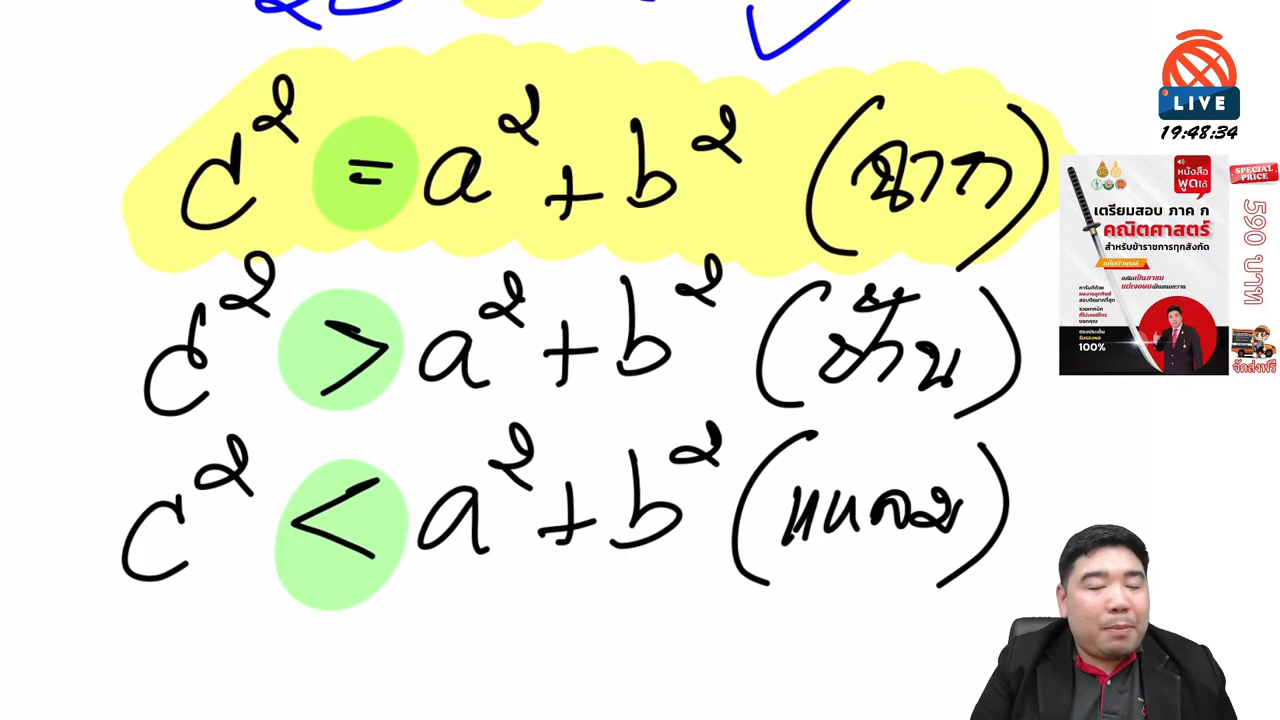 c² = a² + b² (ฉาก)
c² > a² + b² (ป้าน)
c² < a² + b² (แหลม)
LIVE
19:48:34
หนังสือ
พูดได้
SPECIAL
PRICE
590 บาท
เตรียมสอบ ภาค ก
คณิตศาสตร์
สำหรับข้าราชการทุกสังกัด
100%
จัดส่งฟรี